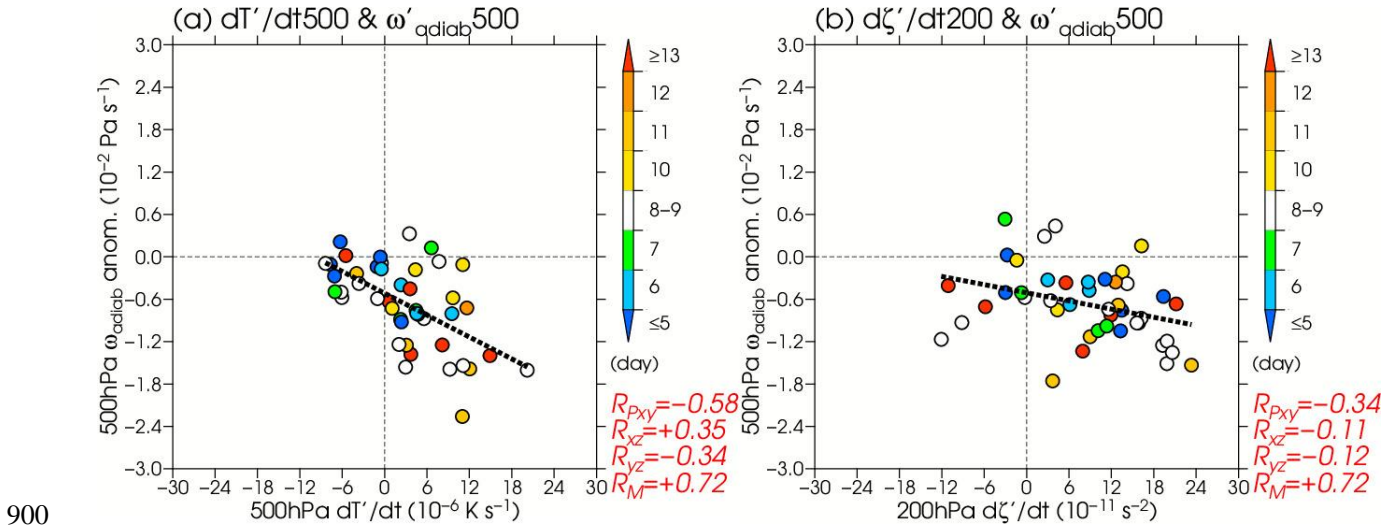 (a) dT′/dt500 & ω′adiab500
3.0
2.4
1.8
1.2
0.6
0.0
−0.6
−1.2
−1.8
−2.4
−3.0
500hPa ωadiab anom. (10−2 Pa s−1)
−30 −24 −18 −12 −6 0 6 12 18 24 30
500hPa dT′/dt (10−6 K s−1)
≥13
12
11
10
8–9
7
6
≤5
(day)
RPxy=−0.58
Rxz=+0.35
Ryz=−0.34
RM=+0.72
(b) dζ′/dt200 & ω′adiab500
3.0
2.4
1.8
1.2
0.6
0.0
−0.6
−1.2
−1.8
−2.4
−3.0
500hPa ωadiab anom. (10−2 Pa s−1)
−30 −24 −18 −12 −6 0 6 12 18 24 30
200hPa dζ′/dt (10−11 s−2)
≥13
12
11
10
8–9
7
6
≤5
(day)
RPxy=−0.34
Rxz=−0.11
Ryz=−0.12
RM=+0.72
900